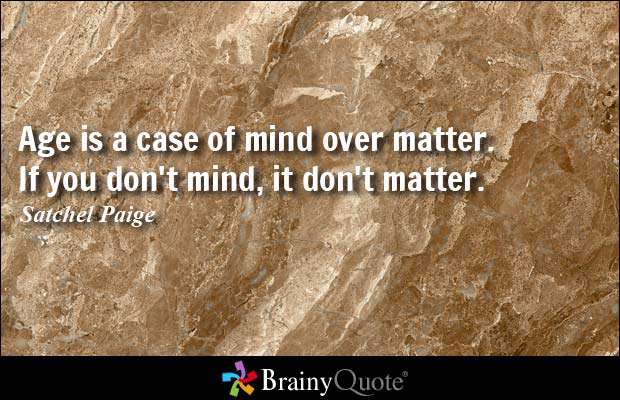 Age is a case of mind over matter.
If you don't mind, it don't matter.
Satchel Paige
BrainyQuote®